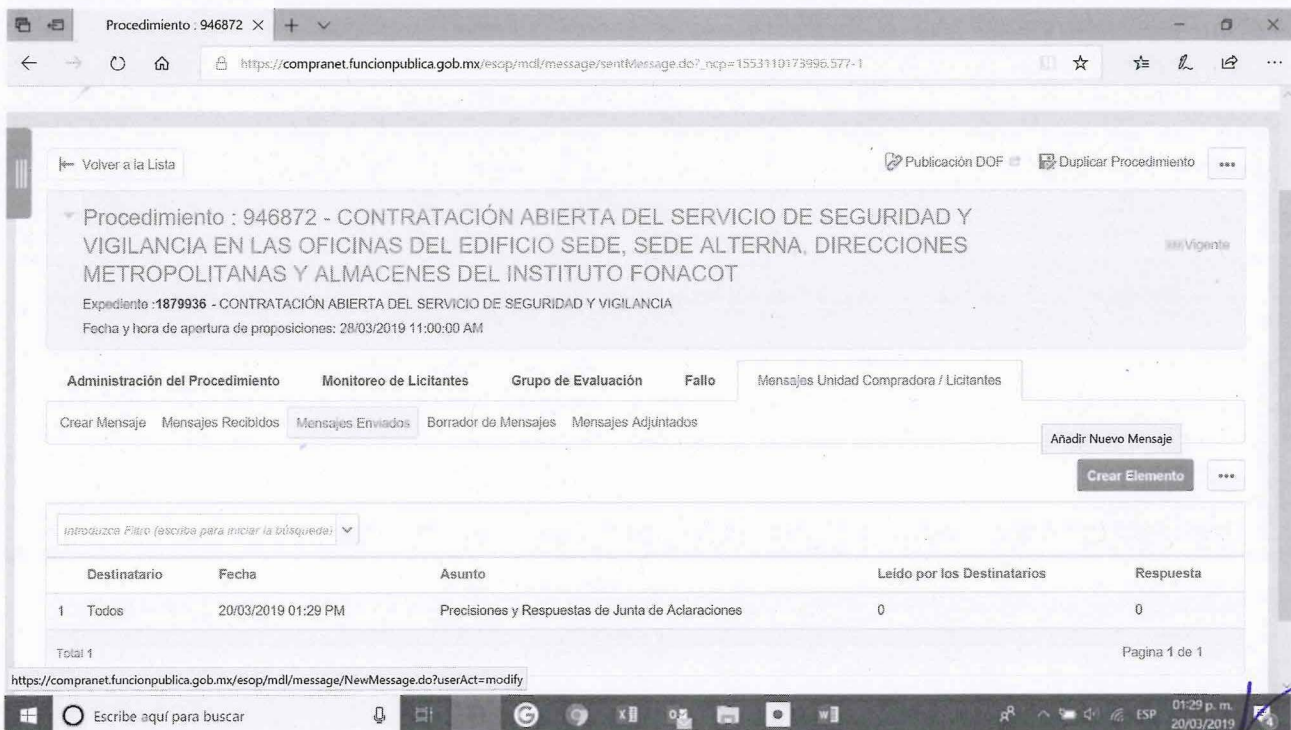 Procedimiento : 946872
https://compranet.funcionpublica.gob.mx/esop/mdl/message/sentMessage.do?_ncp=1553110173996.577-1
Volver a la Lista
Publicación DOF
Duplicar Procedimiento
Procedimiento : 946872 - CONTRATACIÓN ABIERTA DEL SERVICIO DE SEGURIDAD Y
VIGILANCIA EN LAS OFICINAS DEL EDIFICIO SEDE, SEDE ALTERNA, DIRECCIONES
METROPOLITANAS Y ALMACENES DEL INSTITUTO FONACOT
Vigente
Expediente :1879936 - CONTRATACIÓN ABIERTA DEL SERVICIO DE SEGURIDAD Y VIGILANCIA
Fecha y hora de apertura de proposiciones: 28/03/2019 11:00:00 AM
Administración del Procedimiento Monitoreo de Licitantes Grupo de Evaluación Fallo Mensajes Unidad Compradora / Licitantes
Crear Mensaje Mensajes Recibidos Mensajes Enviados Borrador de Mensajes Mensajes Adjuntados
Añadir Nuevo Mensaje
Crear Elemento
Introduzca Filtro (escriba para iniciar la búsqueda)
Destinatario Fecha Asunto Leído por los Destinatarios Respuesta
1 Todos 20/03/2019 01:29 PM Precisiones y Respuestas de Junta de Aclaraciones 0 0
Total 1
Pagina 1 de 1
https://compranet.funcionpublica.gob.mx/esop/mdl/message/NewMessage.do?userAct=modify
Escribe aquí para buscar
ESP
01:29 p. m.
20/03/2019